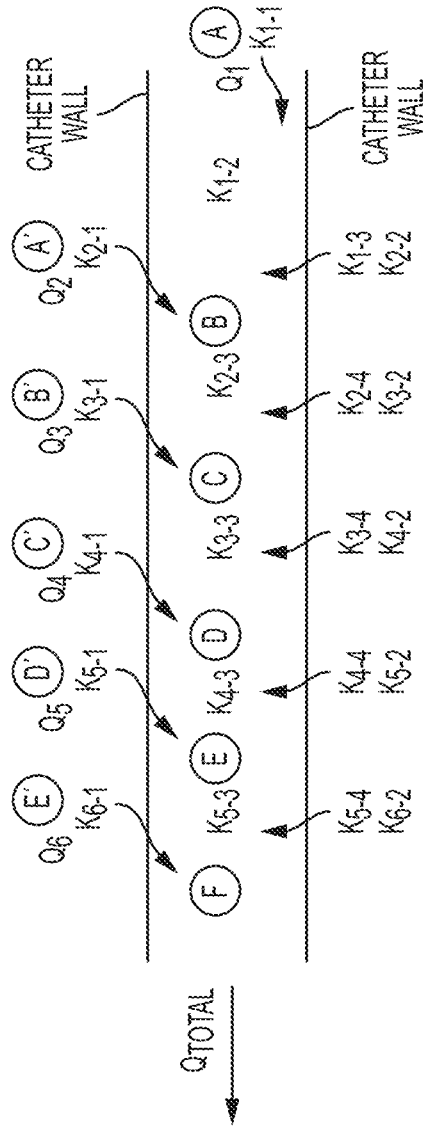 CATHETER
WALL
A'
Q2
K2-1
B'
Q3
K3-1
C'
Q4
K4-1
D'
Q5
K5-1
E'
Q6
K6-1
A
Q1
K1-1
K1-2
B
K2-3
C
K3-3
D
K4-3
E
K5-3
F
QTOTAL
CATHETER
WALL
K1-3
K2-2
K2-4
K3-2
K3-4
K4-2
K4-4
K5-2
K5-4
K6-2